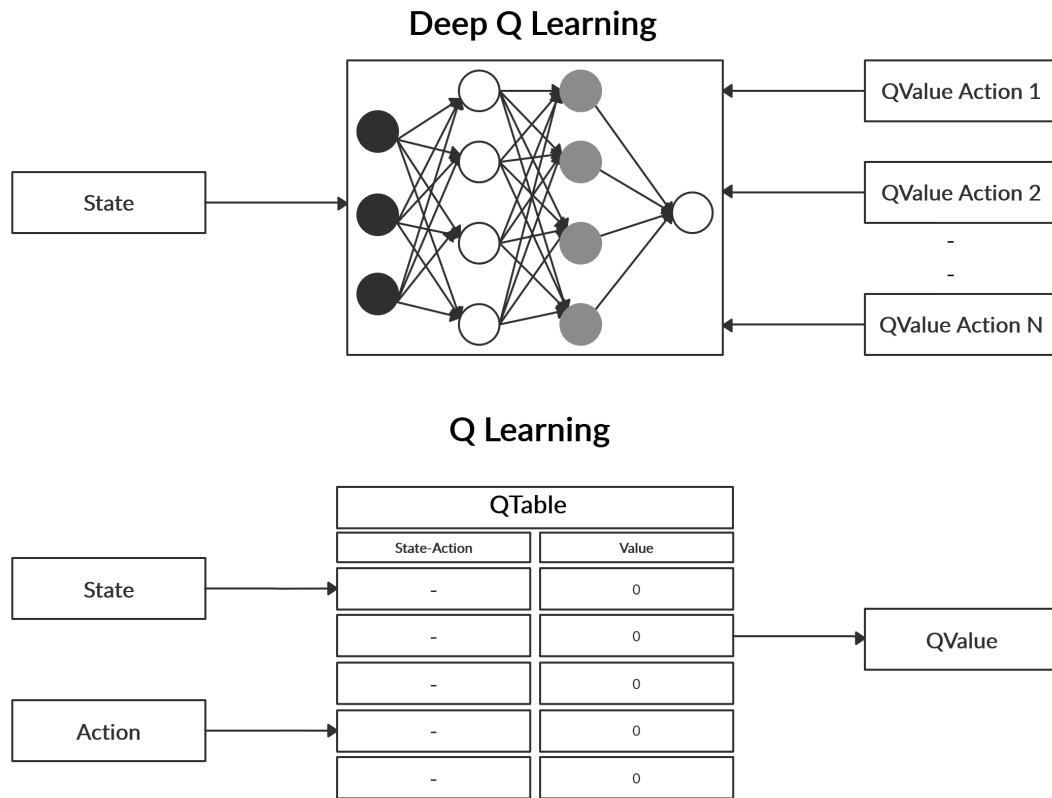 Deep Q Learning
State
QValue Action 1
QValue Action 2
-
-
QValue Action N
Q Learning
QTable
State-Action Value
State
- 0
- 0
QValue
- 0
Action
- 0
- 0